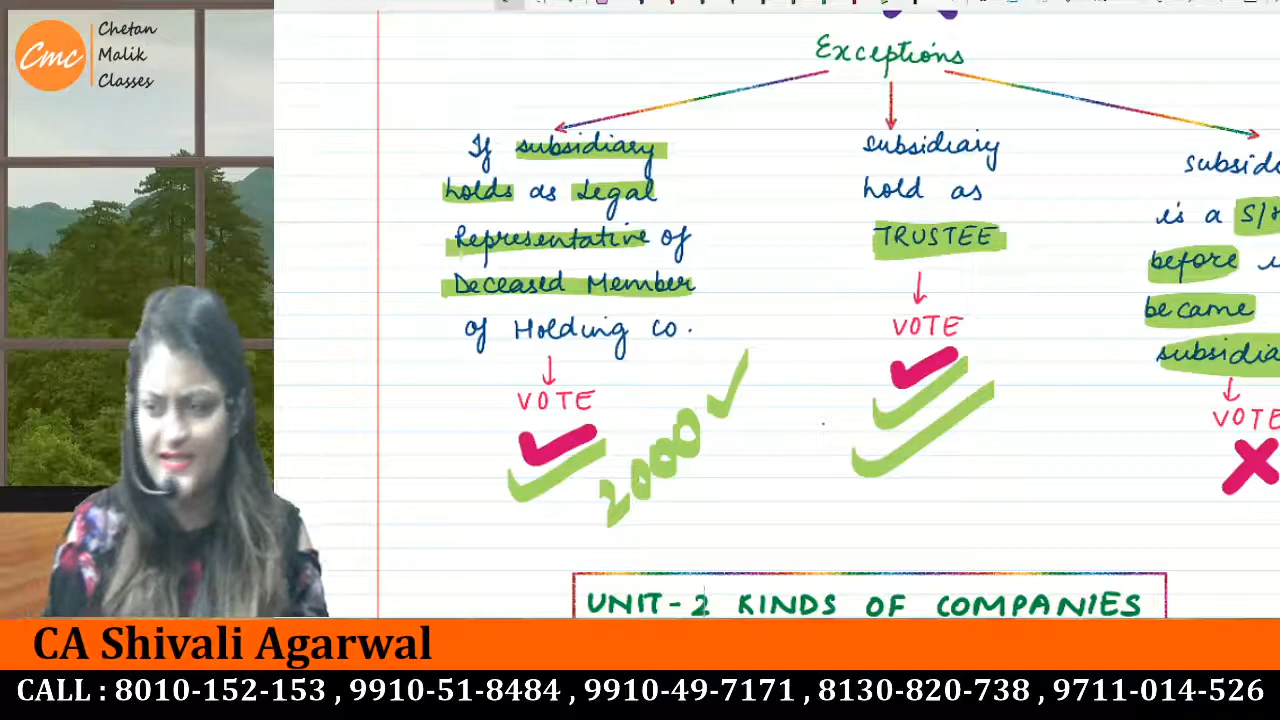 Cmc
Chetan
Malik
Classes
Exceptions
If subsidiary
holds as Legal
Representative of
Deceased Member
of Holding Co.
VOTE
2000
Subsidiary
hold as
TRUSTEE
VOTE
is a
before
became
VOTE
UNIT-2 KINDS OF COMPANIES
CA Shivali Agarwal
CALL : 8010-152-153 , 9910-51-8484 , 9910-49-7171 , 8130-820-738 , 9711-014-526